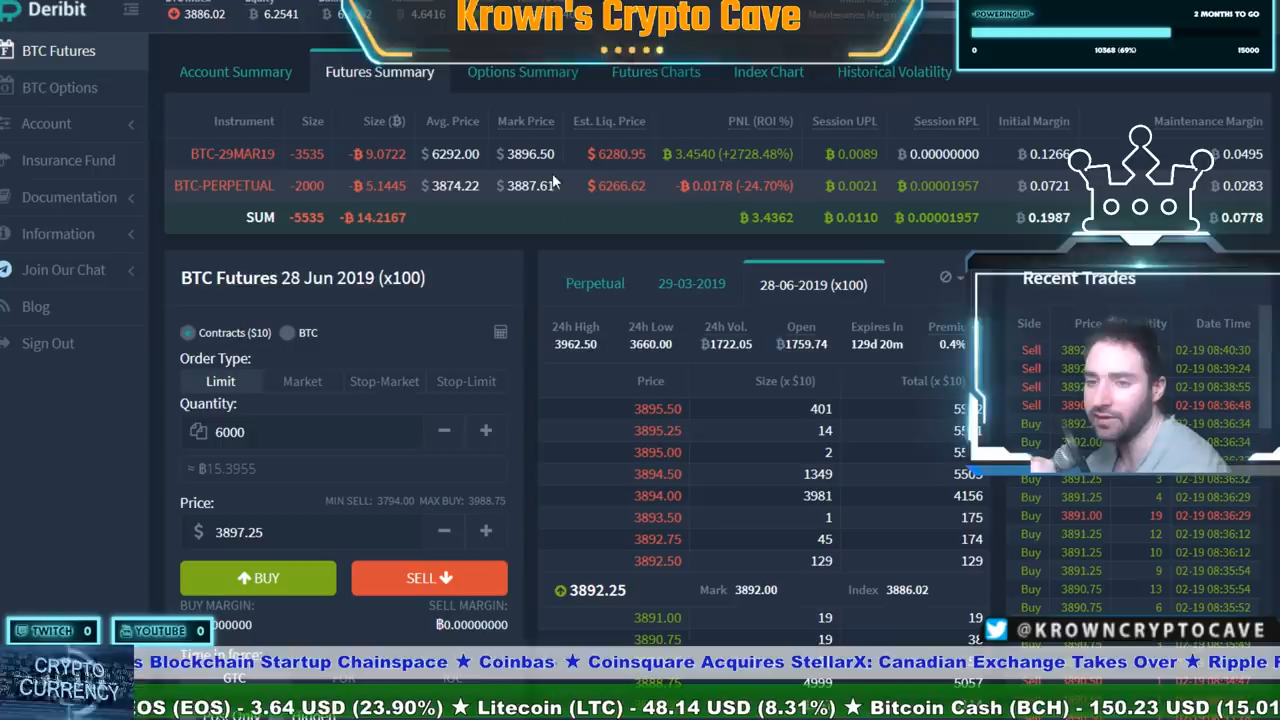 Deribit
BTC Futures
BTC Options
Account
Insurance Fund
Documentation
Information
Join Our Chat
Blog
Sign Out
3886.02
6.2541
4.6416
Krown's Crypto Cave
-POWERING UP-
2 MONTHS TO GO
0 10368 (69%) 15000
Account Summary Futures Summary Options Summary Futures Charts Index Chart Historical Volatility
Instrument Size Size (₿) Avg. Price Mark Price Est. Liq. Price PNL (ROI %) Session UPL Session RPL Initial Margin Maintenance Margin
BTC-29MAR19 -3535 -₿ 9.0722 $ 6292.00 $ 3896.50 $ 6280.95 ₿ 3.4540 (+2728.48%) ₿ 0.0089 ₿ 0.00000000 ₿ 0.1266 0.0495
BTC-PERPETUAL -2000 -₿ 5.1445 $ 3874.22 $ 3887.61 $ 6266.62 -₿ 0.0178 (-24.70%) ₿ 0.0021 ₿ 0.00001957 ₿ 0.0721 0.0283
SUM -5535 -₿ 14.2167 ₿ 3.4362 ₿ 0.0110 ₿ 0.00001957 ₿ 0.1987 ₿ 0.0778
BTC Futures 28 Jun 2019 (x100)
Contracts ($10) BTC
Order Type:
Limit Market Stop-Market Stop-Limit
Quantity:
6000
≈ ₿15.3955
Price: MIN SELL: 3794.00 MAX BUY: 3988.75
$ 3897.25
BUY SELL
BUY MARGIN: SELL MARGIN:
000000 ₿0.00000000
Time in force:
GTC
Perpetual 29-03-2019 28-06-2019 (x100)
24h High 24h Low 24h Vol. Open Expires In
3962.50 3660.00 ₿1722.05 ₿1759.74 129d 20m 0.4%
Price Size (x $10) Total (x $10)
3895.50 401
3895.25 14
3895.00 2
3894.50 1349
3894.00 3981 4156
3893.50 1 175
3892.75 45 174
3892.50 129 129
3892.25 Mark 3892.00 Index 3886.02
3891.00 19 19
3890.75 19
4999 5057
Recent Trades
Side Price Quantity Date Time
Sell 02-19 08:40:30
Sell 02-19 08:39:24
Sell 02-19 08:38:55
Sell 02-19 08:36:48
Buy 02-19 08:36:34
Buy 02-19 08:36:34
Buy 3891.25 3 02-19 08:36:32
Buy 3891.25 4 02-19 08:36:29
Sell 3891.00 19 02-19 08:36:29
Buy 3891.25 12 02-19 08:36:13
Buy 3891.25 10 02-19 08:36:12
Buy 3891.25 9 02-19 08:35:54
Buy 3890.75 13 02-19 08:35:54
Buy 3890.75 6 02-19 08:35:52
@KROWNCRYPTOCAVE
TWITCH 0 YOUTUBE 0
CRYPTO
CURRENCY
s Blockchain Startup Chainspace ★ Coinbas ★ Coinsquare Acquires StellarX: Canadian Exchange Takes Over ★ Ripple
OS (EOS) - 3.64 USD (23.90%) ★ Litecoin (LTC) - 48.14 USD (8.31%) ★ Bitcoin Cash (BCH) - 150.23 USD (15.01